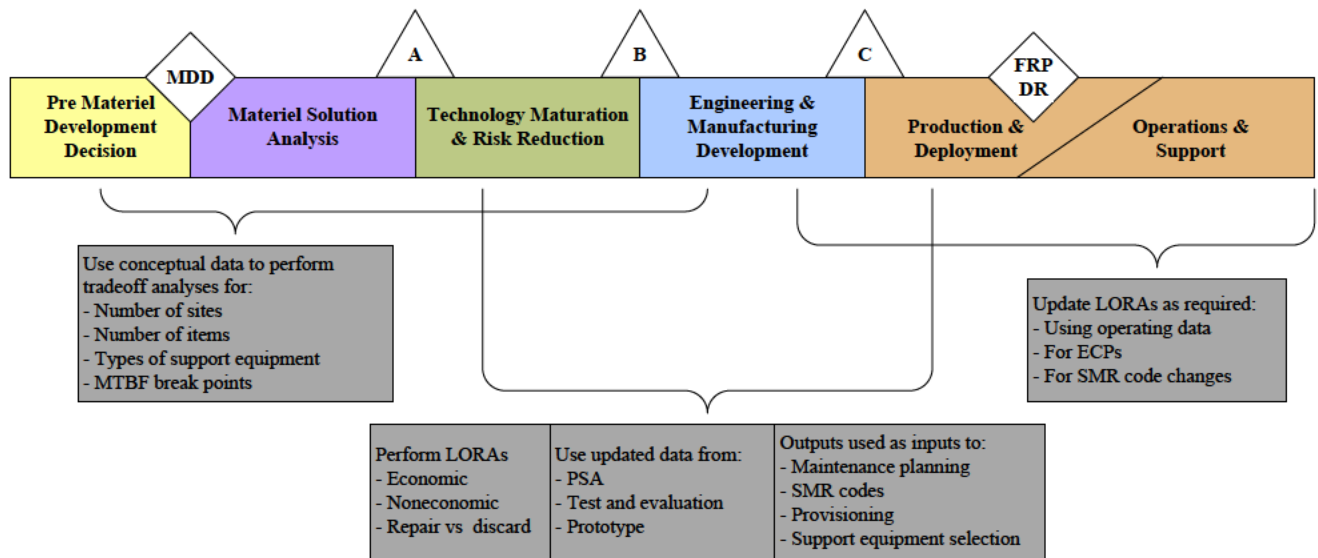 MDD
A
B
C
FRP
DR
Pre Materiel
Development
Decision
Materiel Solution
Analysis
Technology Maturation
& Risk Reduction
Engineering &
Manufacturing
Development
Production &
Deployment
Operations &
Support
Use conceptual data to perform
tradeoff analyses for:
- Number of sites
- Number of items
- Types of support equipment
- MTBF break points
Update LORAs as required:
- Using operating data
- For ECPs
- For SMR code changes
Perform LORAs
- Economic
- Noneconomic
- Repair vs discard
Use updated data from:
- PSA
- Test and evaluation
- Prototype
Outputs used as inputs to:
- Maintenance planning
- SMR codes
- Provisioning
- Support equipment selection